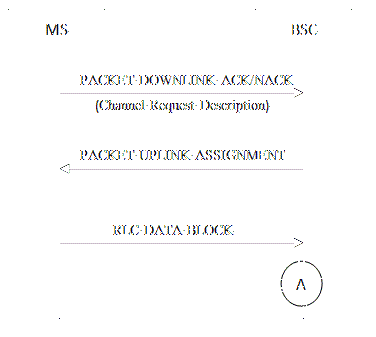 MS BSC
PACKET DOWNLINK ACK/NACK
(Channel Request Description)
PACKET UPLINK ASSIGNMENT
RLC DATA BLOCK
A